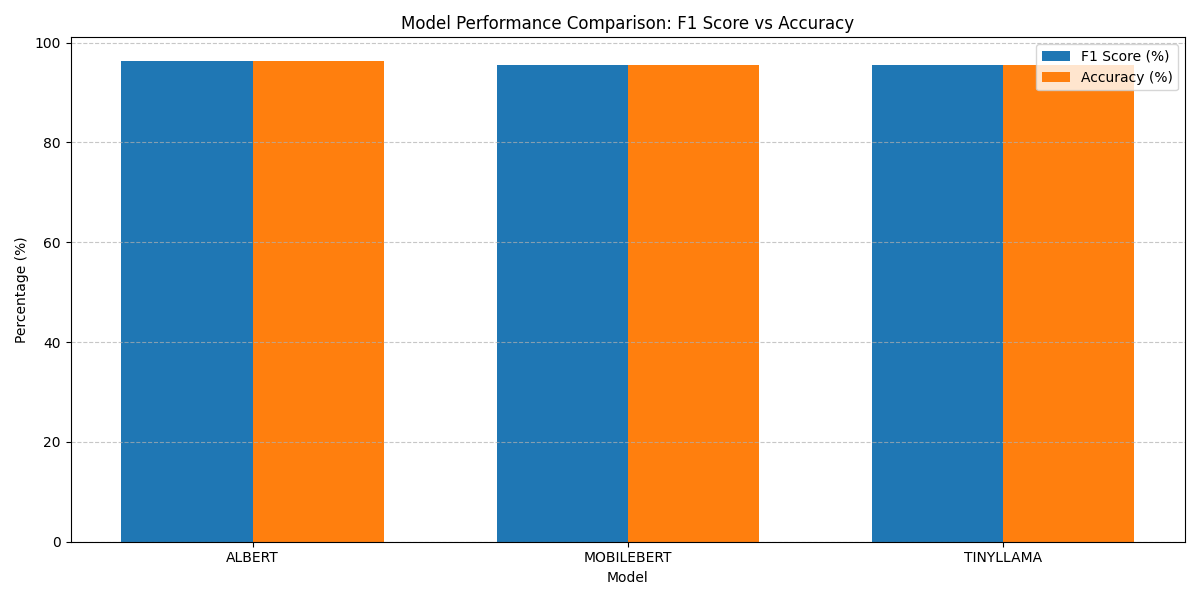 Model Performance Comparison: F1 Score vs Accuracy
F1 Score (%)
Accuracy (%)
Percentage (%)
100
80
60
40
20
0
ALBERT
MOBILEBERT
TINYLLAMA
Model